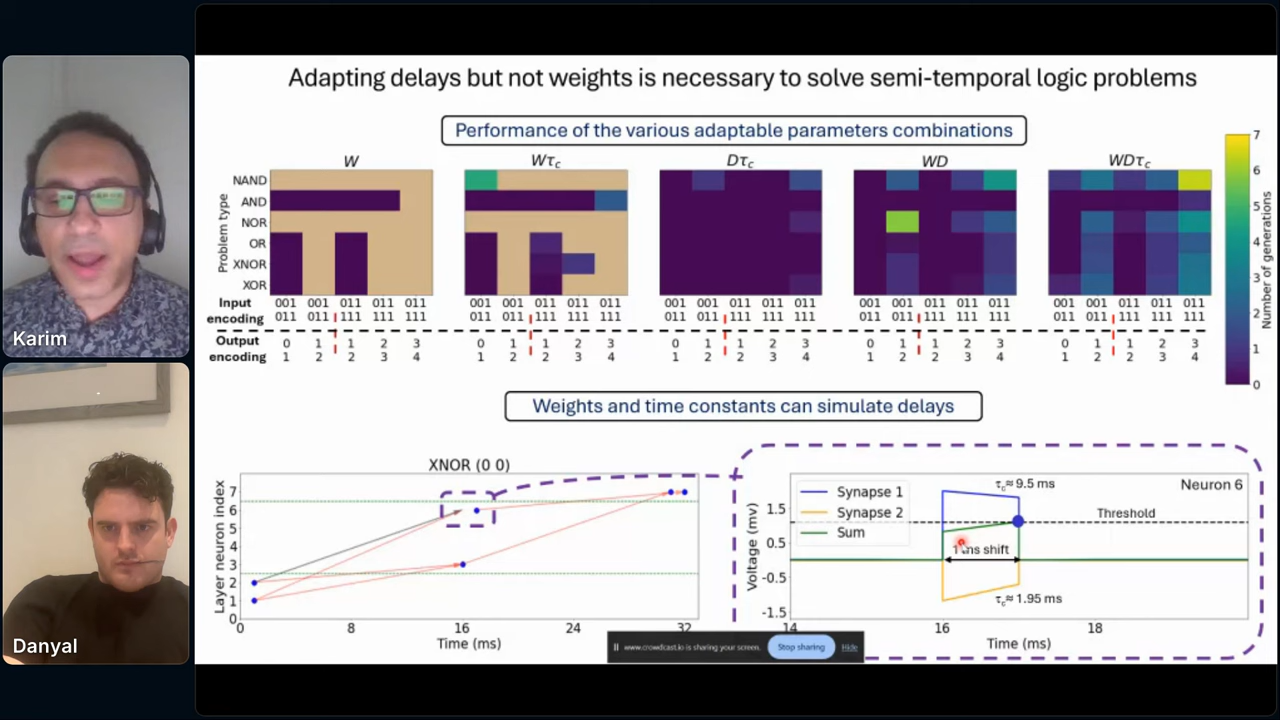 Adapting delays but not weights is necessary to solve semi-temporal logic problems
Performance of the various adaptable parameters combinations
W
Wτc
Dτc
WD
WDτc
Problem type
NAND
AND
NOR
OR
XNOR
XOR
Input encoding
001 001 011 011 011
011 011 111 111 111
001 001 011 011 011
011 011 111 111 111
001 001 011 011 011
011 011 111 111 111
001 001 011 011 011
011 011 111 111 111
001 001 011 011 011
011 011 111 111 111
Output encoding
0 1 1 2 3
1 2 2 3 4
0 1 1 2 3
1 2 2 3 4
0 1 1 2 3
1 2 2 3 4
0 1 1 2 3
1 2 2 3 4
0 1 1 2 3
1 2 2 3 4
7
6
5
4
3
2
1
0
Number of generations
Weights and time constants can simulate delays
XNOR (0 0)
Layer neuron index
7
6
5
4
3
2
1
0
0 8 16 24 32
Time (ms)
Synapse 1
Synapse 2
Sum
τc≈ 9.5 ms
Neuron 6
Threshold
1 ms shift
τc≈ 1.95 ms
Voltage (mv)
1.5
0.5
-0.5
-1.5
14 16 18
Time (ms)
www.crowdcast.io is sharing your screen.
Stop sharing
Hide
Karim
Danyal